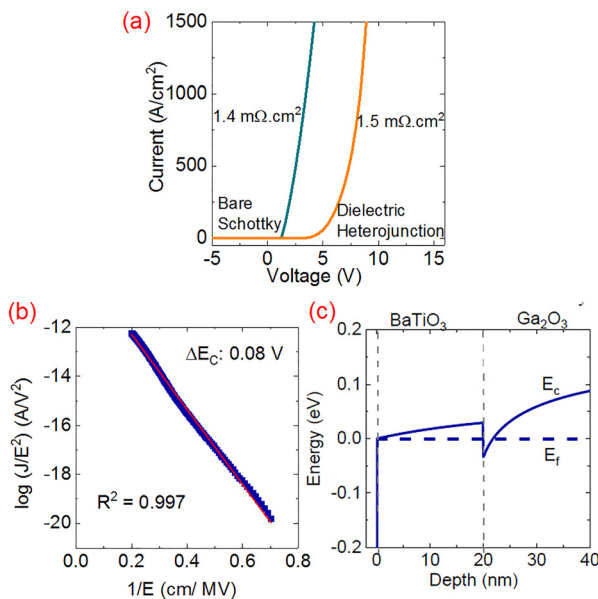 (a)
1500
1000
500
0
Current (A/cm²)
1.4 mΩ.cm²
1.5 mΩ.cm²
Bare
Schottky
Dielectric
Heterojunction
-5 0 5 10 15
Voltage (V)
(b)
-12
-14
-16
-18
-20
log (J/E²) (A/V²)
ΔE_C: 0.08 V
R² = 0.997
0.0 0.2 0.4 0.6 0.8
1/E (cm/ MV)
(c)
BaTiO₃
Ga₂O₃
0.2
0.1
0.0
-0.1
-0.2
Energy (eV)
E_c
E_f
0 10 20 30 40
Depth (nm)